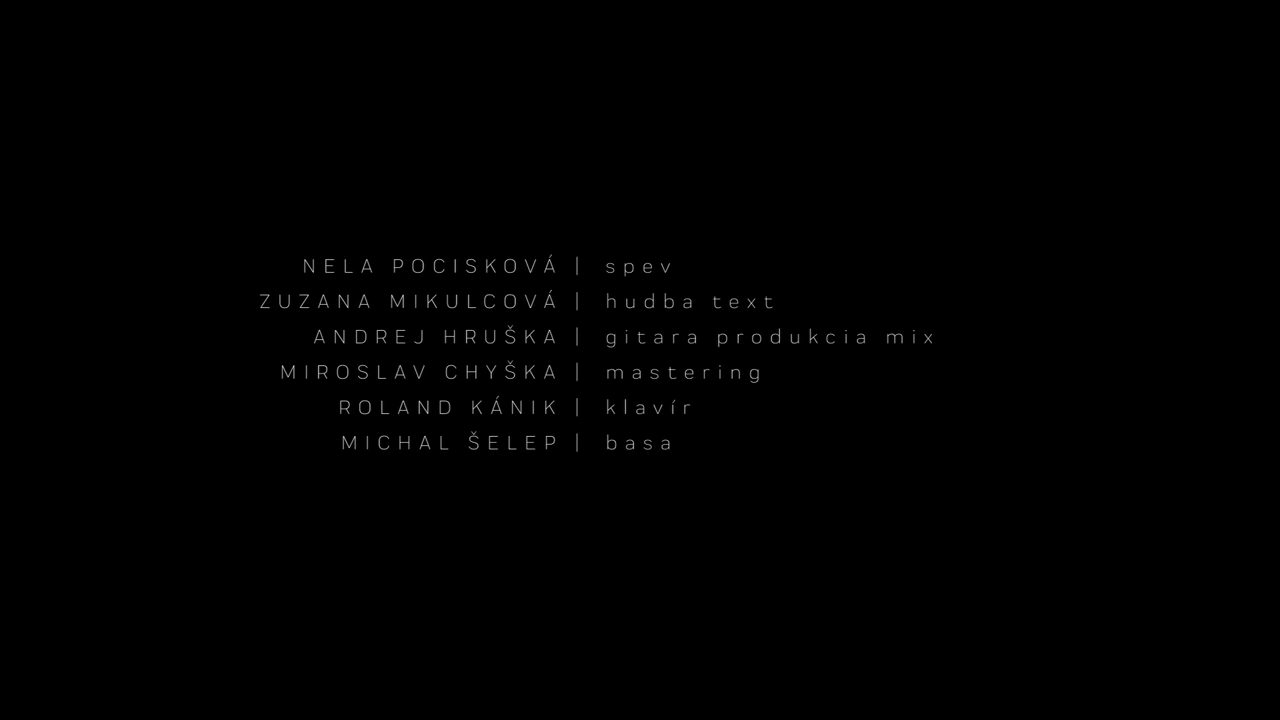 NELA POCISKOVÁ | spev
ZUZANA MIKULCOVÁ | hudba text
ANDREJ HRUŠKA | gitara produkcia mix
MIROSLAV CHYŠKA | mastering
ROLAND KÁNIK | klavír
MICHAL ŠELEP | basa